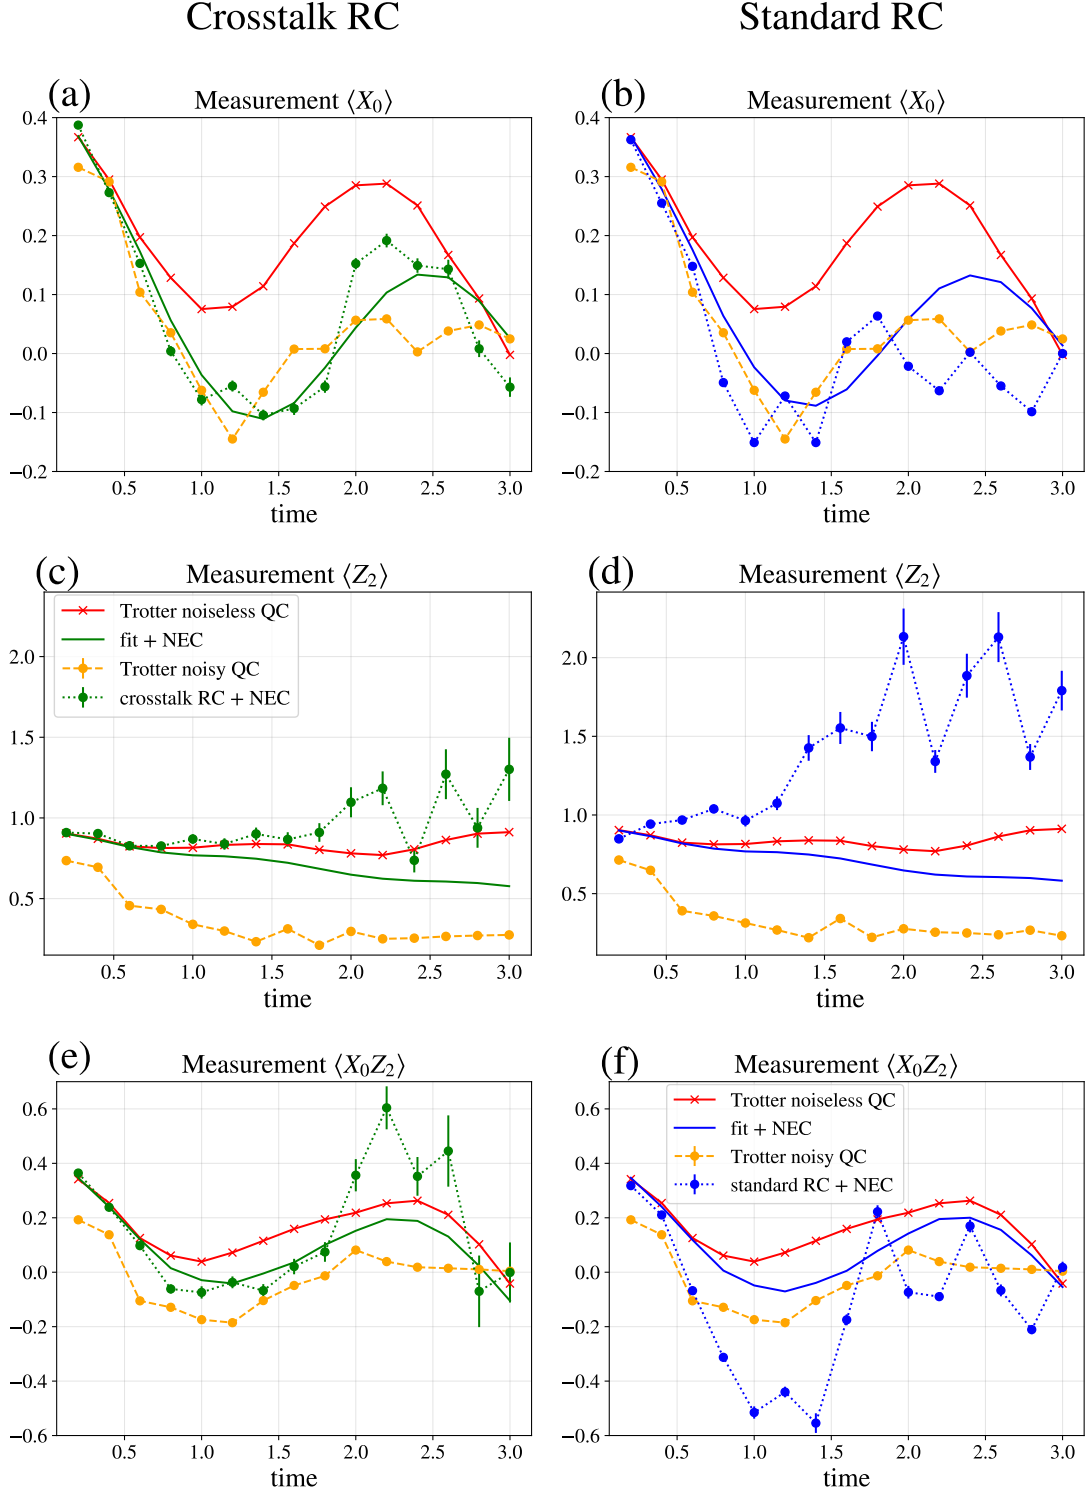 Crosstalk RC
Standard RC
(a)
Measurement ⟨X₀⟩
0.4
0.3
0.2
0.1
0.0
−0.1
−0.2
0.5 1.0 1.5 2.0 2.5 3.0
time
(b)
Measurement ⟨X₀⟩
0.4
0.3
0.2
0.1
0.0
−0.1
−0.2
0.5 1.0 1.5 2.0 2.5 3.0
time
(c)
Measurement ⟨Z₂⟩
Trotter noiseless QC
fit + NEC
Trotter noisy QC
crosstalk RC + NEC
2.0
1.5
1.0
0.5
0.5 1.0 1.5 2.0 2.5 3.0
time
(d)
Measurement ⟨Z₂⟩
2.0
1.5
1.0
0.5
0.5 1.0 1.5 2.0 2.5 3.0
time
(e)
Measurement ⟨X₀Z₂⟩
0.6
0.4
0.2
0.0
−0.2
−0.4
−0.6
0.5 1.0 1.5 2.0 2.5 3.0
time
(f)
Measurement ⟨X₀Z₂⟩
Trotter noiseless QC
fit + NEC
Trotter noisy QC
standard RC + NEC
0.6
0.4
0.2
0.0
−0.2
−0.4
−0.6
0.5 1.0 1.5 2.0 2.5 3.0
time